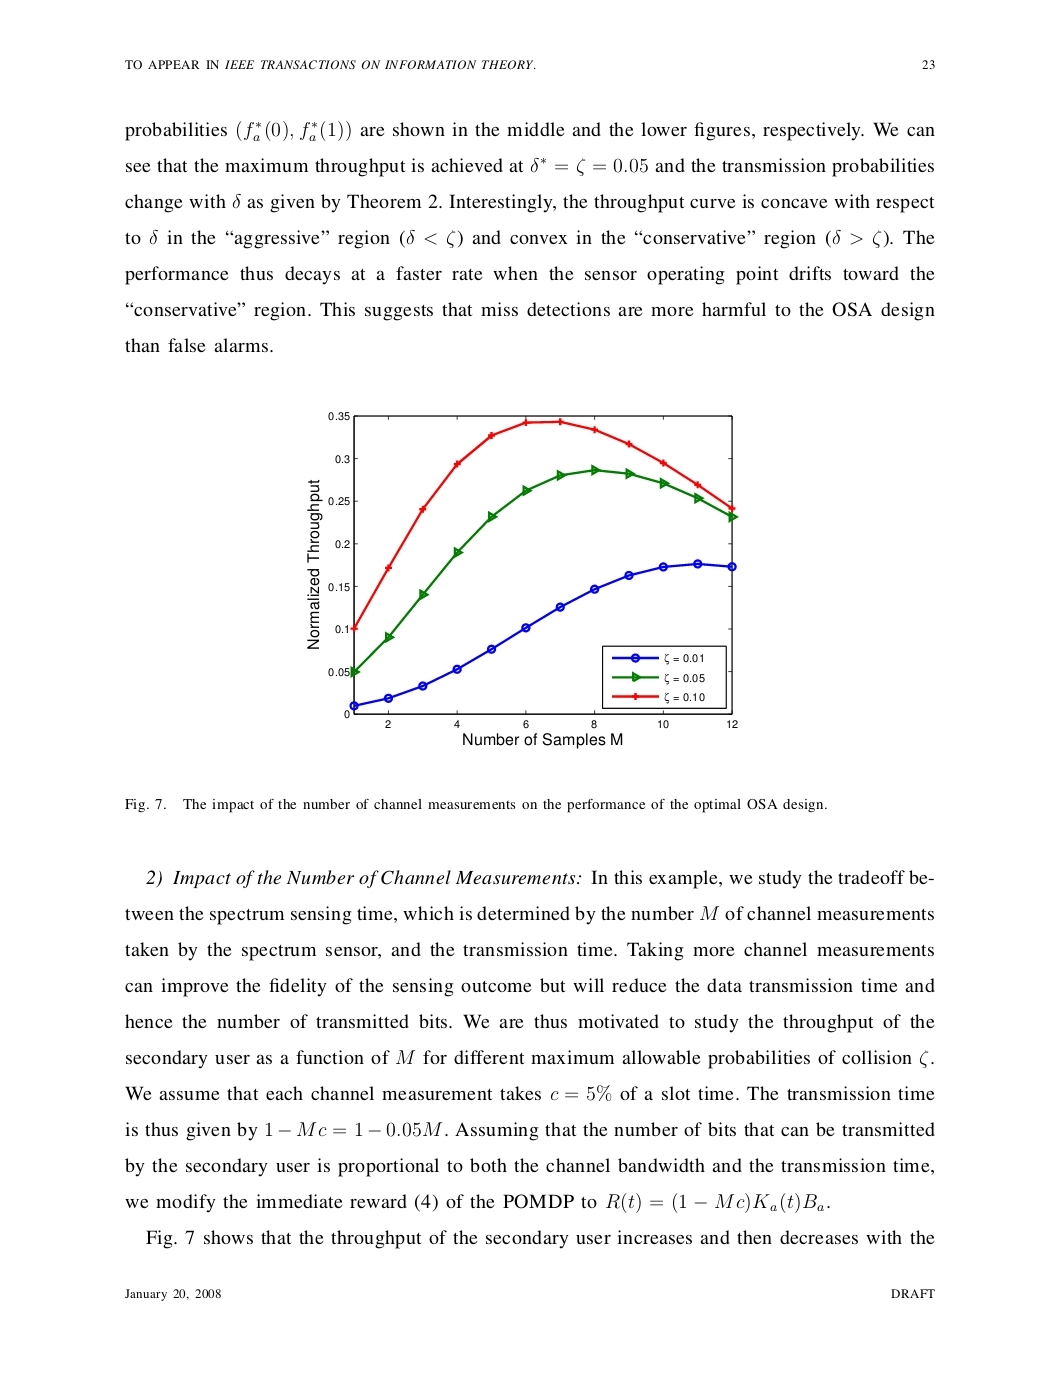 TO APPEAR IN IEEE TRANSACTIONS ON INFORMATION THEORY. 23
probabilities (f*a(0), f*a(1)) are shown in the middle and the lower figures, respectively. We can
see that the maximum throughput is achieved at δ* = ζ = 0.05 and the transmission probabilities
change with δ as given by Theorem 2. Interestingly, the throughput curve is concave with respect
to δ in the “aggressive” region (δ < ζ) and convex in the “conservative” region (δ > ζ). The
performance thus decays at a faster rate when the sensor operating point drifts toward the
“conservative” region. This suggests that miss detections are more harmful to the OSA design
than false alarms.
0.35
0.3
0.25
0.2
0.15
0.1
0.05
0
Normalized Throughput
ζ = 0.01
ζ = 0.05
ζ = 0.10
2 4 6 8 10 12
Number of Samples M
Fig. 7. The impact of the number of channel measurements on the performance of the optimal OSA design.
2) Impact of the Number of Channel Measurements: In this example, we study the tradeoff be-
tween the spectrum sensing time, which is determined by the number M of channel measurements
taken by the spectrum sensor, and the transmission time. Taking more channel measurements
can improve the fidelity of the sensing outcome but will reduce the data transmission time and
hence the number of transmitted bits. We are thus motivated to study the throughput of the
secondary user as a function of M for different maximum allowable probabilities of collision ζ.
We assume that each channel measurement takes c = 5% of a slot time. The transmission time
is thus given by 1 − Mc = 1 − 0.05M. Assuming that the number of bits that can be transmitted
by the secondary user is proportional to both the channel bandwidth and the transmission time,
we modify the immediate reward (4) of the POMDP to R(t) = (1 − Mc)Ka(t)Ba.
Fig. 7 shows that the throughput of the secondary user increases and then decreases with the
January 20, 2008 DRAFT